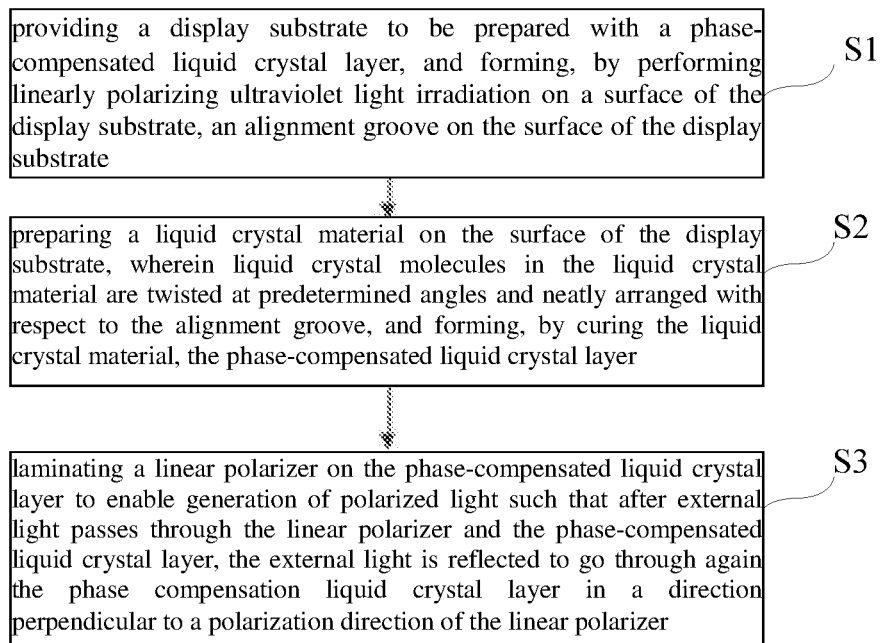 providing a display substrate to be prepared with a phase-
compensated liquid crystal layer, and forming, by performing
linearly polarizing ultraviolet light irradiation on a surface of the
display substrate, an alignment groove on the surface of the display
substrate
S1
preparing a liquid crystal material on the surface of the display
substrate, wherein liquid crystal molecules in the liquid crystal
material are twisted at predetermined angles and neatly arranged with
respect to the alignment groove, and forming, by curing the liquid
crystal material, the phase-compensated liquid crystal layer
S2
laminating a linear polarizer on the phase-compensated liquid crystal
layer to enable generation of polarized light such that after external
light passes through the linear polarizer and the phase-compensated
liquid crystal layer, the external light is reflected to go through again
the phase compensation liquid crystal layer in a direction
perpendicular to a polarization direction of the linear polarizer
S3